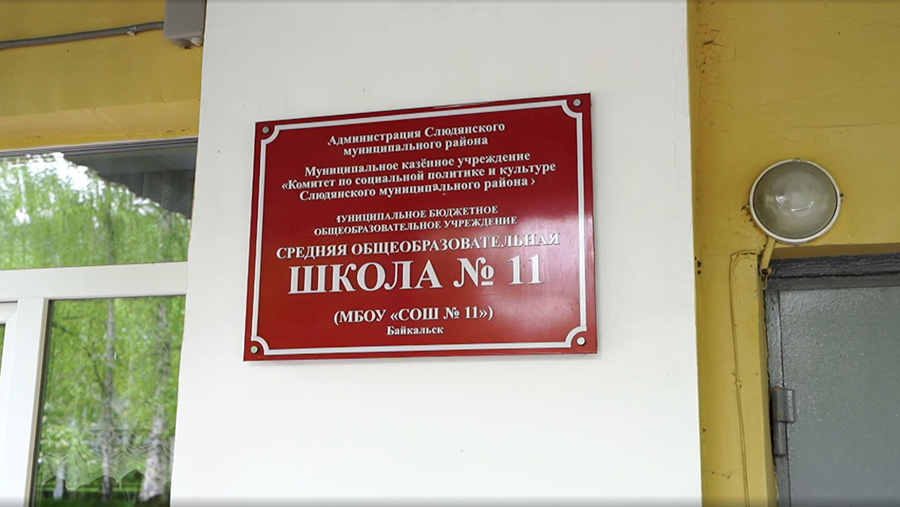 Администрация Слюдянского
муниципального района
Муниципальное казённое учреждение
«Комитет по социальной политике и культуре
Слюдянского муниципального района›
УНИЦИПАЛЬНОЕ БЮДЖЕТНОЕ
ОБЩЕОБРАЗОВАТЕЛЬНОЕ УЧРЕЖДЕНИЕ
СРЕДНЯЯ ОБЩЕОБРАЗОВАТЕЛЬНАЯ
ШКОЛА № 11
(МБОУ «СОШ № 11»)
Байкальск